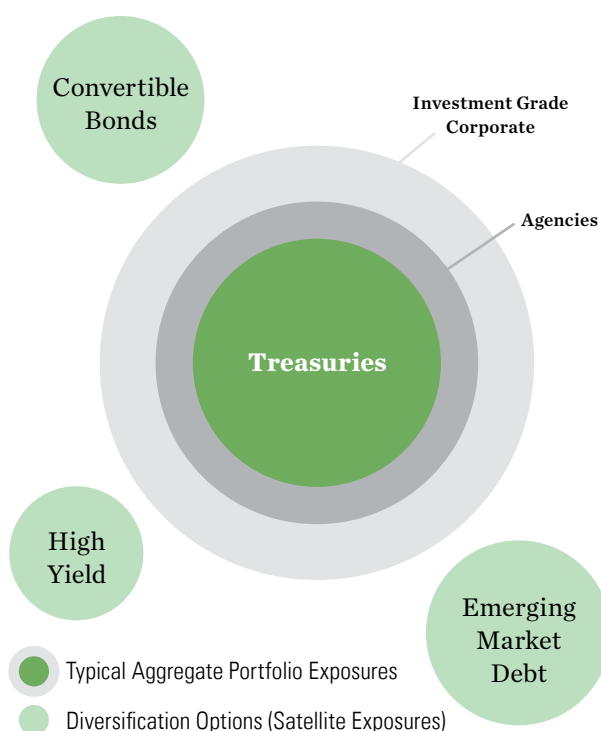 Convertible
Bonds
Investment Grade
Corporate
Agencies
Treasuries
High
Yield
Emerging
Market
Debt
Typical Aggregate Portfolio Exposures
Diversification Options (Satellite Exposures)